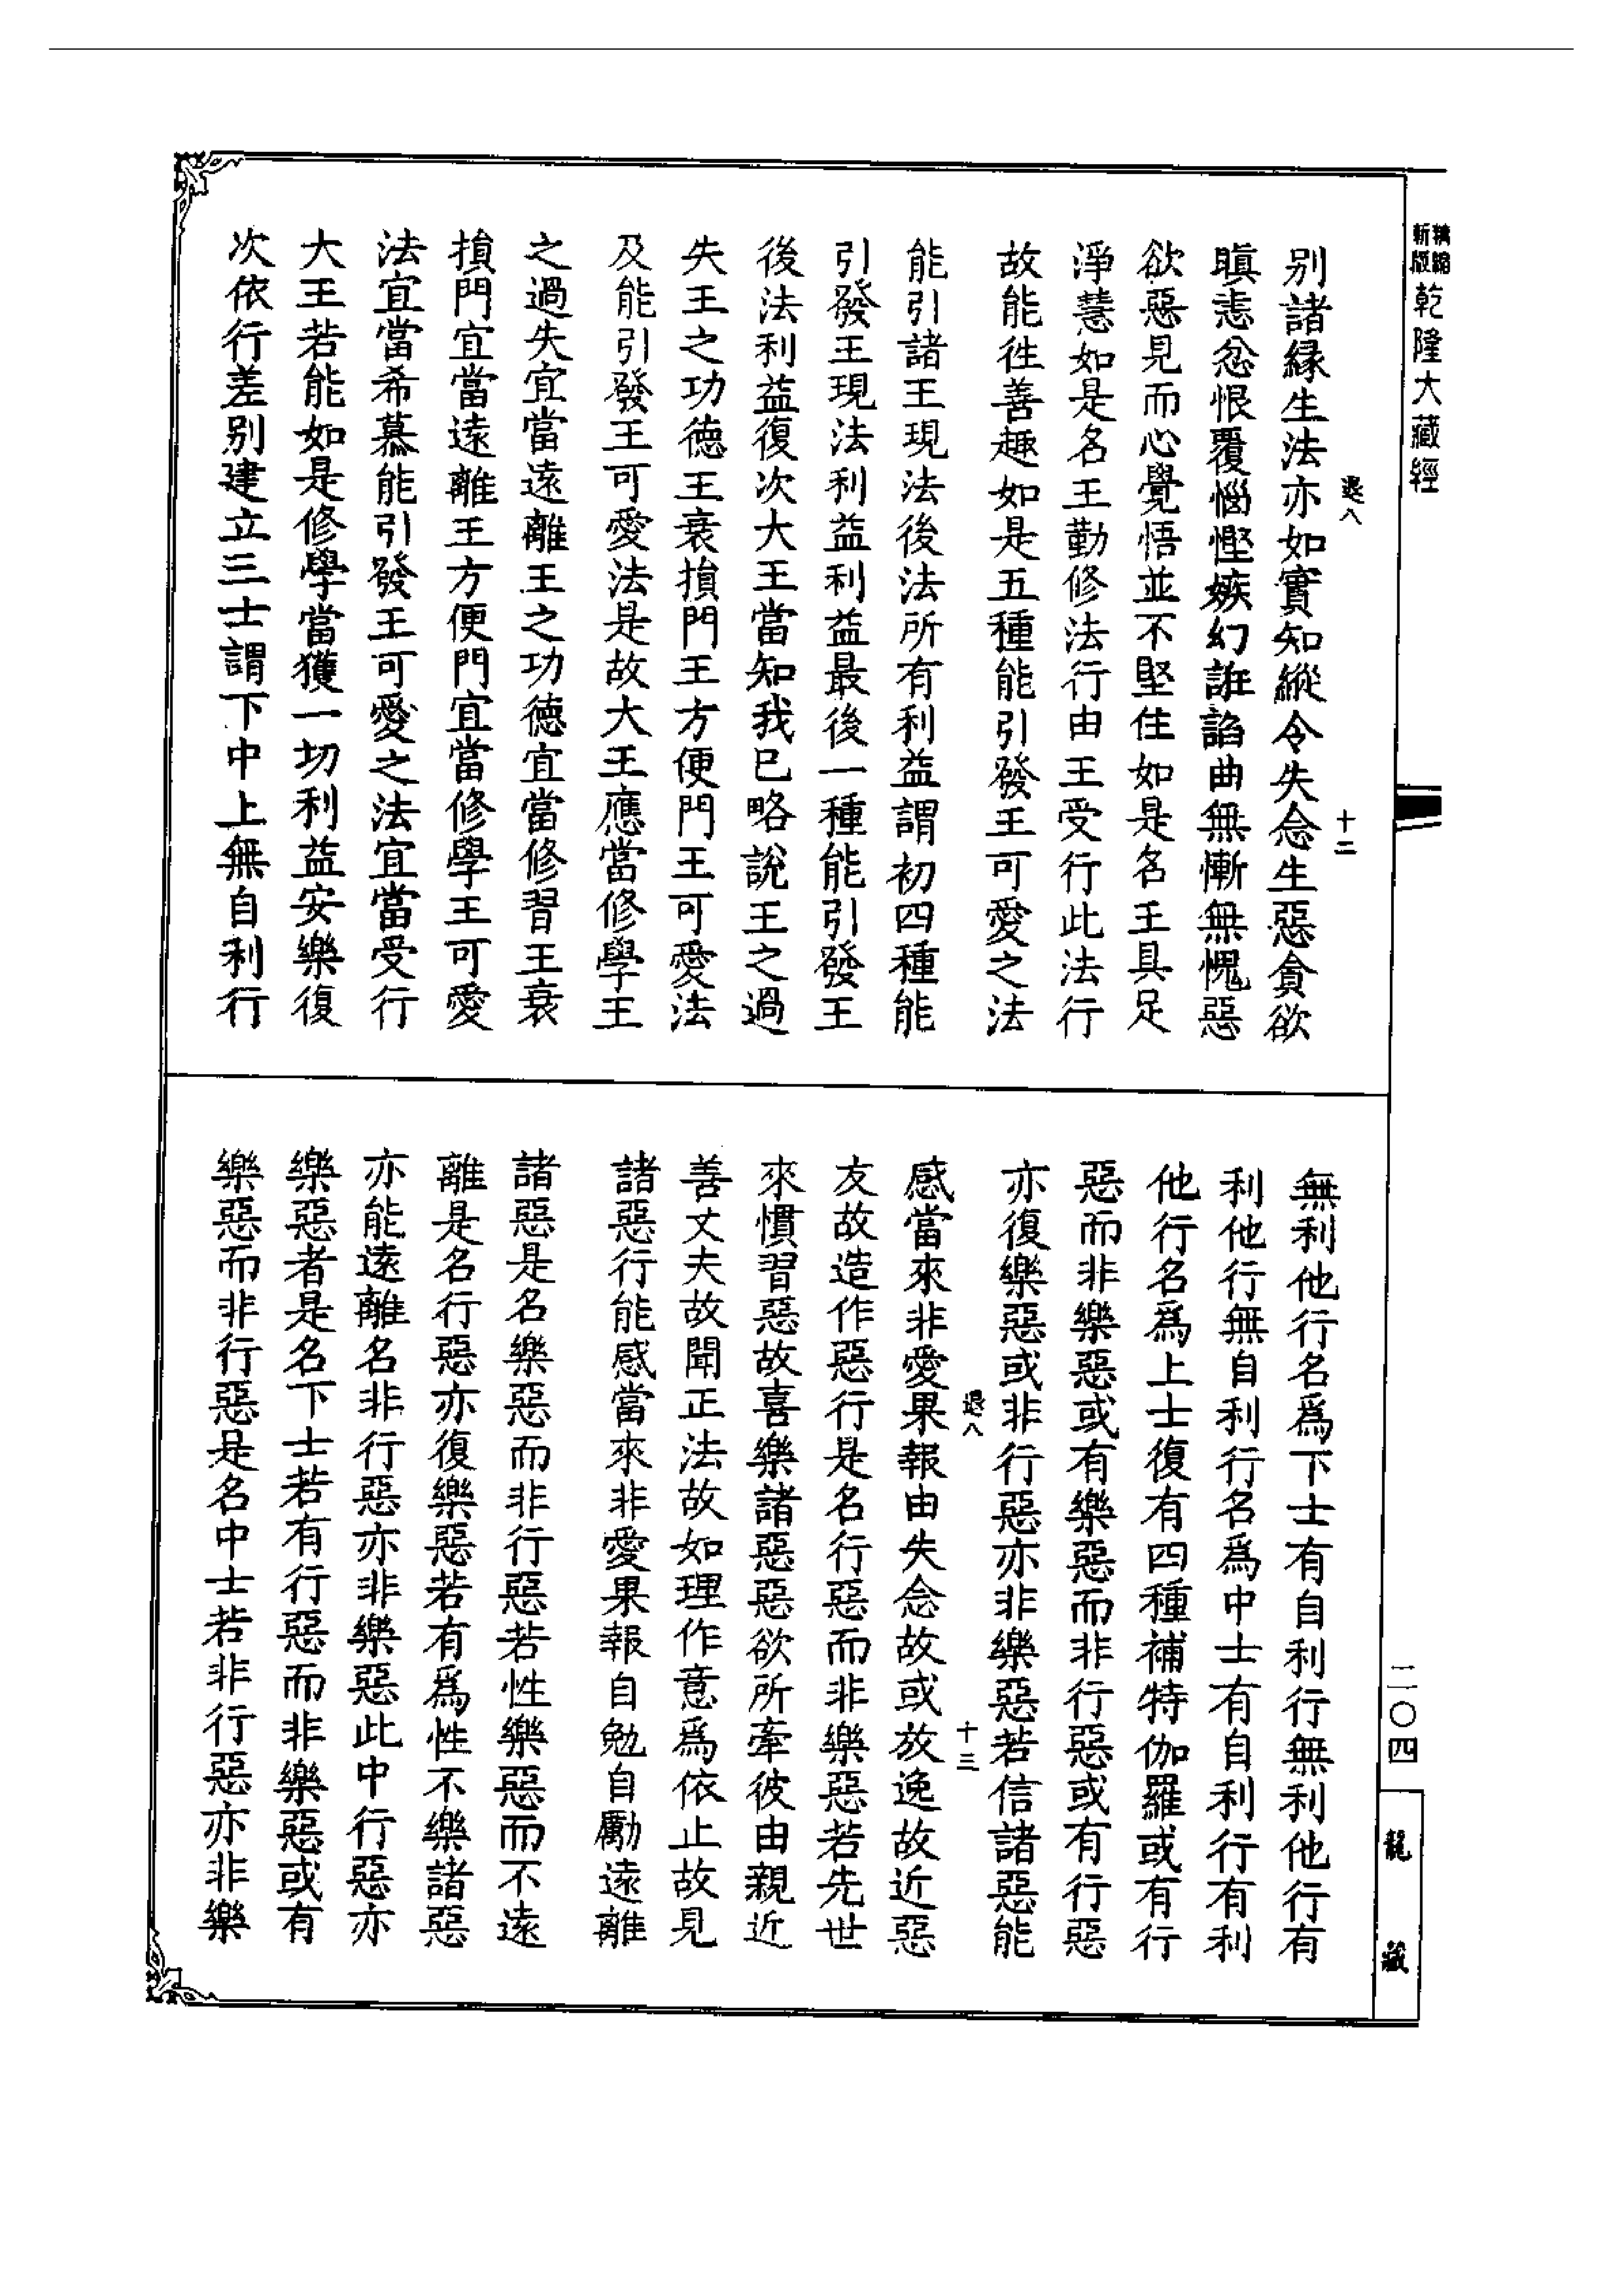 精縮
新版
乾隆大藏經
退八
十二
别諸緣生法亦如實知縱令失念生惡貪欲
瞋恚忿恨覆惱慳嫉幻誑諂曲無慚無愧惡
欲惡見而心覺悟並不堅住如是名王具足
淨慧如是名王勤修法行由王受行此法行
故能徃善趣如是五種能引發王可愛之法
能引諸王現法後法所有利益謂初四種能
引發王現法利益利益最後一種能引發王
後法利益復次大王當知我已略說王之過
失王之功德王衰損門王方便門王可愛法
及能引發王可愛法是故大王應當修學王
之過失宜當遠離王之功德宜當修習王衰
損門宜當遠離王方便門宜當修學王可愛
法宜當希慕能引發王可愛之法宜當受行
大王若能如是修學當獲一切利益安樂復
次依行差别建立三士謂下中上無自利行
無利他行名爲下士有自利行無利他行有
利他行無自利行名爲中士有自利行有利
他行名爲上士復有四種補特伽羅或有行
惡而非樂惡或有樂惡而非行惡或有行惡
亦復樂惡或非行惡亦非樂惡若信諸惡能
退八
十三
感當來非愛果報由失念故或放逸故近惡
友故造作惡行是名行惡而非樂惡若先世
來慣習惡故喜樂諸惡惡欲所牽彼由親近
善丈夫故聞正法故如理作意爲依止故見
諸惡行能感當來非愛果報自勉自勵遠離
諸惡是名樂惡而非行惡若性樂惡而不遠
離是名行惡亦復樂惡若有爲性不樂諸惡
亦能遠離名非行惡亦非樂惡此中行惡亦
樂惡者是名下士若有行惡而非樂惡或有
樂惡而非行惡是名中士若非行惡亦非樂
二〇四
龍藏